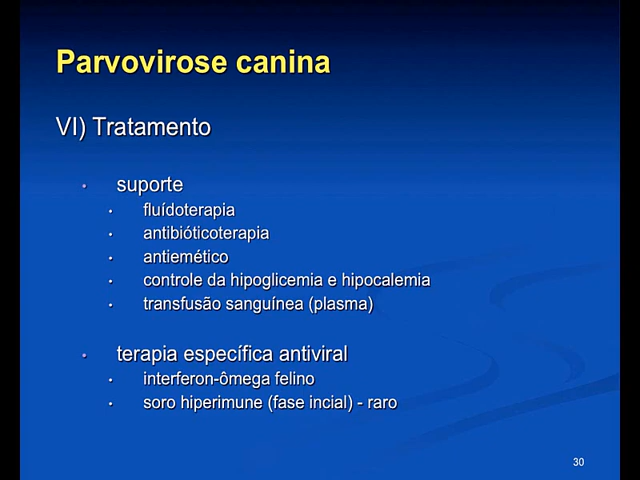 Parvovirose canina
VI) Tratamento
• suporte
• fluídoterapia
• antibióticoterapia
• antiemético
• controle da hipoglicemia e hipocalemia
• transfusão sanguínea (plasma)
• terapia específica antiviral
• interferon-ômega felino
• soro hiperimune (fase incial) - raro
30